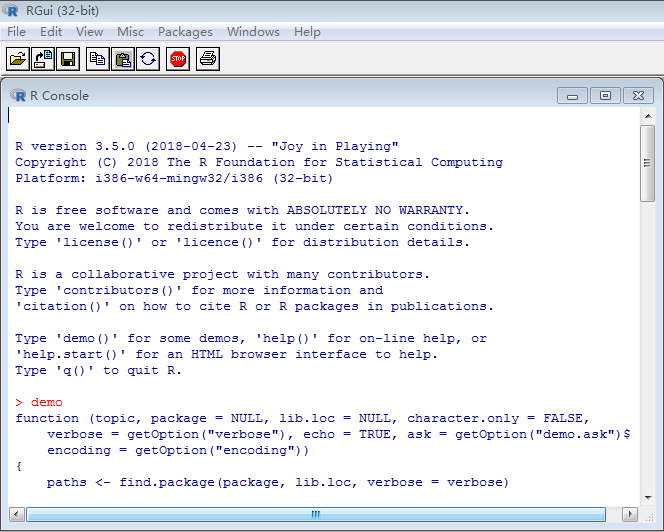 RGui (32-bit)
File Edit View Misc Packages Windows Help
STOP
R Console
R version 3.5.0 (2018-04-23) -- "Joy in Playing"
Copyright (C) 2018 The R Foundation for Statistical Computing
Platform: i386-w64-mingw32/i386 (32-bit)
R is free software and comes with ABSOLUTELY NO WARRANTY.
You are welcome to redistribute it under certain conditions.
Type 'license()' or 'licence()' for distribution details.
R is a collaborative project with many contributors.
Type 'contributors()' for more information and
'citation()' on how to cite R or R packages in publications.
Type 'demo()' for some demos, 'help()' for on-line help, or
'help.start()' for an HTML browser interface to help.
Type 'q()' to quit R.
> demo
function (topic, package = NULL, lib.loc = NULL, character.only = FALSE,
    verbose = getOption("verbose"), echo = TRUE, ask = getOption("demo.ask")$
    encoding = getOption("encoding"))
{
    paths <- find.package(package, lib.loc, verbose = verbose)